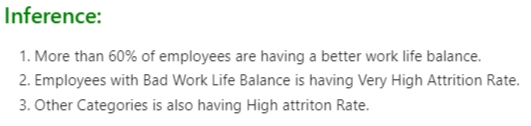 Inference:
1. More than 60% of employees are having a better work life balance.
2. Employees with Bad Work Life Balance is having Very High Attrition Rate.
3. Other Categories is also having High attriton Rate.